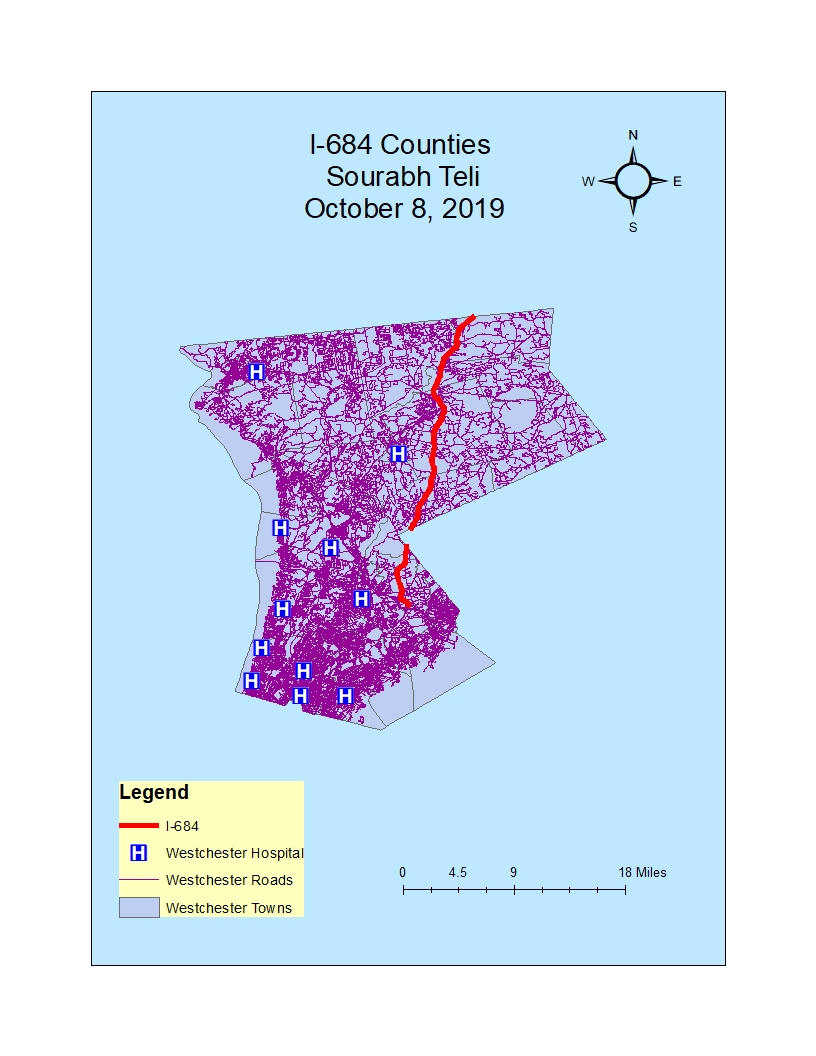 I-684 Counties
Sourabh Teli
October 8, 2019
N
W E
S
H
H
H
H
H
H
H
H
H
H
H
Legend
I-684
H Westchester Hospital
Westchester Roads
Westchester Towns
0 4.5 9 18 Miles